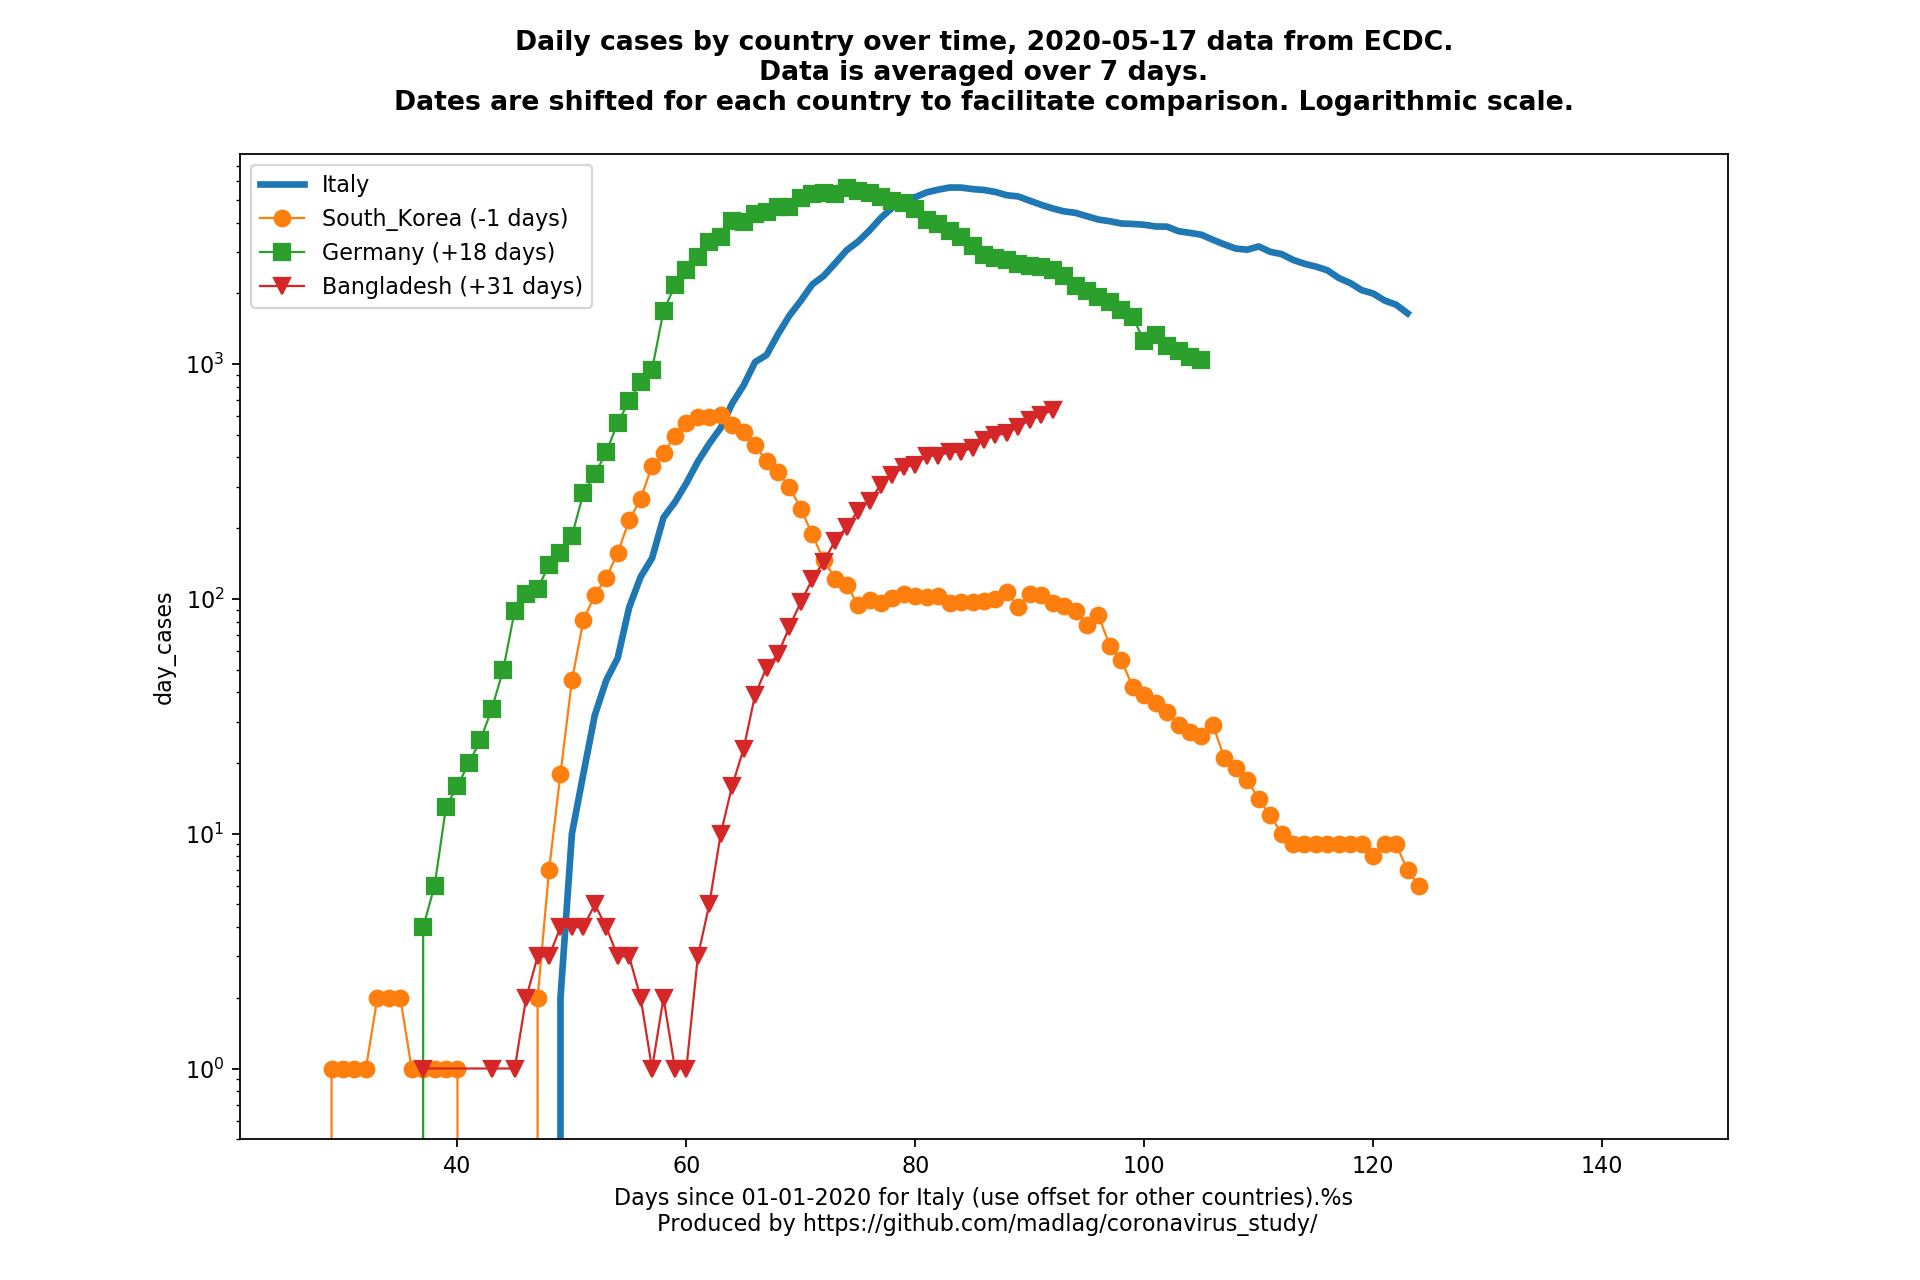 Daily cases by country over time, 2020-05-17 data from ECDC.
Data is averaged over 7 days.
Dates are shifted for each country to facilitate comparison. Logarithmic scale.
Italy
South_Korea (-1 days)
Germany (+18 days)
Bangladesh (+31 days)
day_cases
10³
10²
10¹
10⁰
40 60 80 100 120 140
Days since 01-01-2020 for Italy (use offset for other countries).%s
Produced by https://github.com/madlag/coronavirus_study/